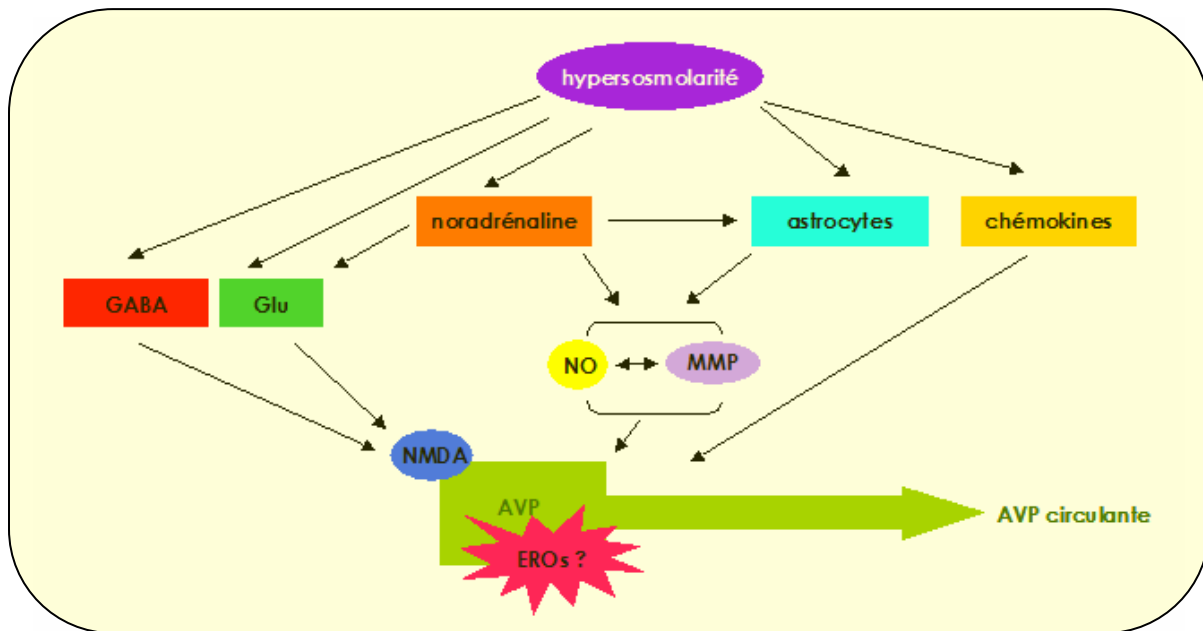 hypersosmolarité
noradrénaline
astrocytes
chémokines
GABA
Glu
NO
MMP
NMDA
AVP
AVP circulante
EROs ?